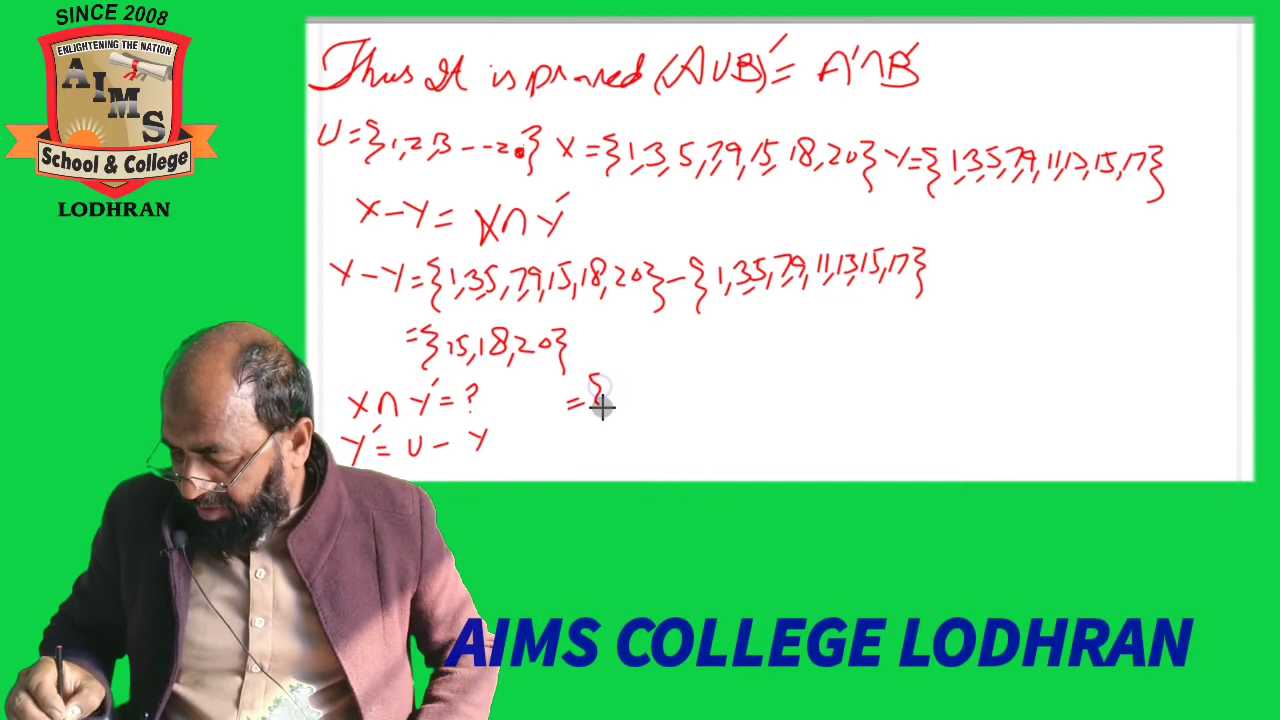 SINCE 2008
ENLIGHTENING THE NATION
AIMS
School & College
LODHRAN
Thus It is proved (A∪B)′ = A′∩B′
U = {1,2,3 - - 20} X = {1,3,5,7,9,15,18,20} Y = {1,3,5,7,9,11,13,15,17}
X – Y = X∩Y′
X – Y = {1,3,5,7,9,15,18,20} – {1,3,5,7,9,11,13,15,17}
= {15,18,20}
X∩Y′ = ? = {
Y′ = U – Y
AIMS COLLEGE LODHRAN